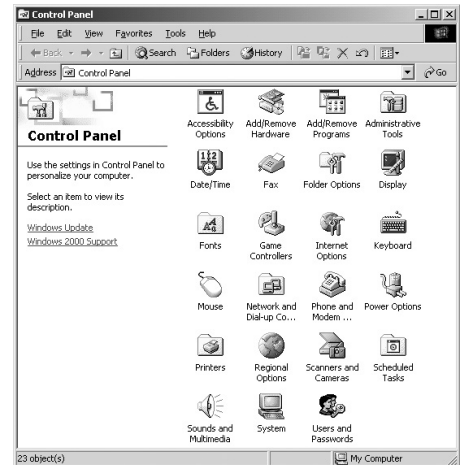 Control Panel
File Edit View Favorites Tools Help
Back Search Folders History
Address Control Panel Go
Control Panel
Use the settings in Control Panel to
personalize your computer.
Select an item to view its
description.
Windows Update
Windows 2000 Support
Accessibility
Options
Add/Remove
Hardware
Add/Remove
Programs
Administrative
Tools
Date/Time
Fax
Folder Options
Display
Fonts
Game
Controllers
Internet
Options
Keyboard
Mouse
Network and
Dial-up Co...
Phone and
Modem ...
Power Options
Printers
Regional
Options
Scanners and
Cameras
Scheduled
Tasks
Sounds and
Multimedia
System
Users and
Passwords
23 object(s) My Computer